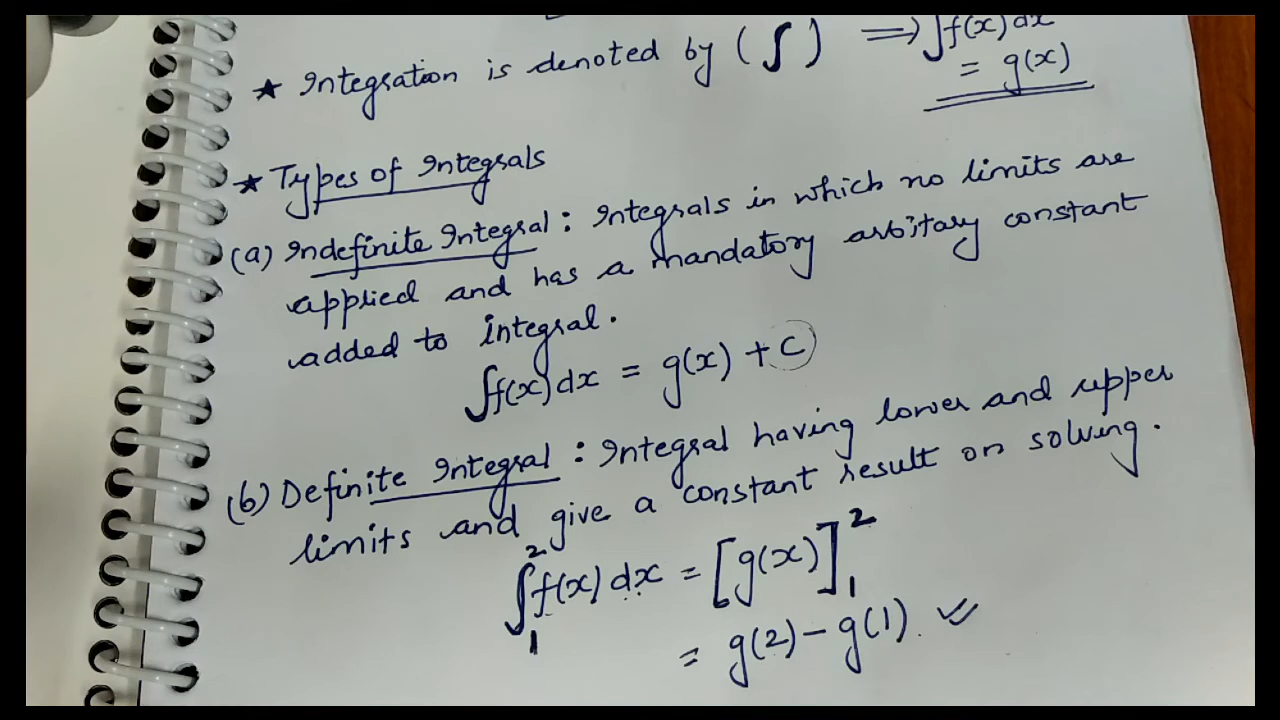 ★ Integration is denoted by (∫) ⇒ ∫f(x) dx
= g(x)
★ Types of Integrals
(a) Indefinite Integral : Integrals in which no limits are
applied and has a mandatory arbitary constant
added to integral.
∫f(x) dx = g(x) + C
(b) Definite Integral : Integral having lower and upper
limits and give a constant result on solving.
∫₁² f(x) dx = [g(x)]₁²
= g(2) - g(1)